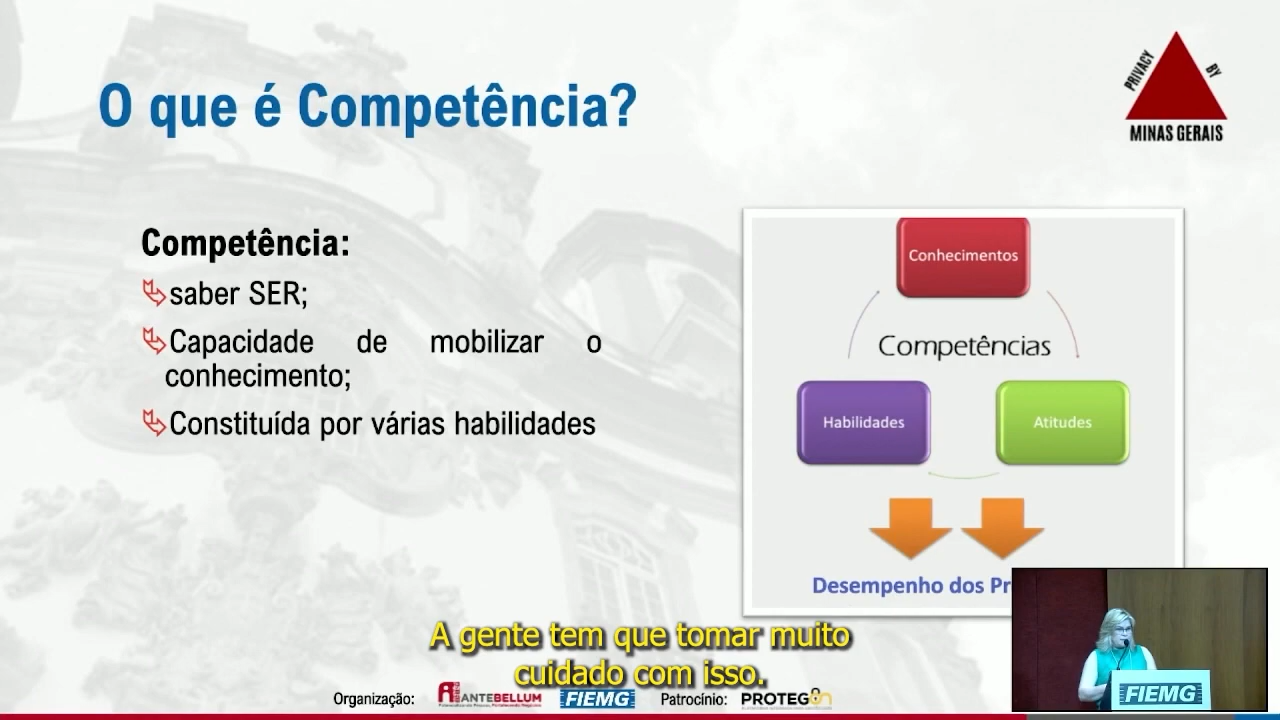 O que é Competência?
PRIVACY BY
MINAS GERAIS
Competência:
saber SER;
Capacidade de mobilizar o
conhecimento;
Constituída por várias habilidades
Conhecimentos
Competências
Habilidades
Atitudes
Desempenho dos Pr
A gente tem que tomar muito
cuidado com isso.
Organização:
ANTEBELLUM
FIEMG
Patrocínio:
PROTEGON
FIEMG